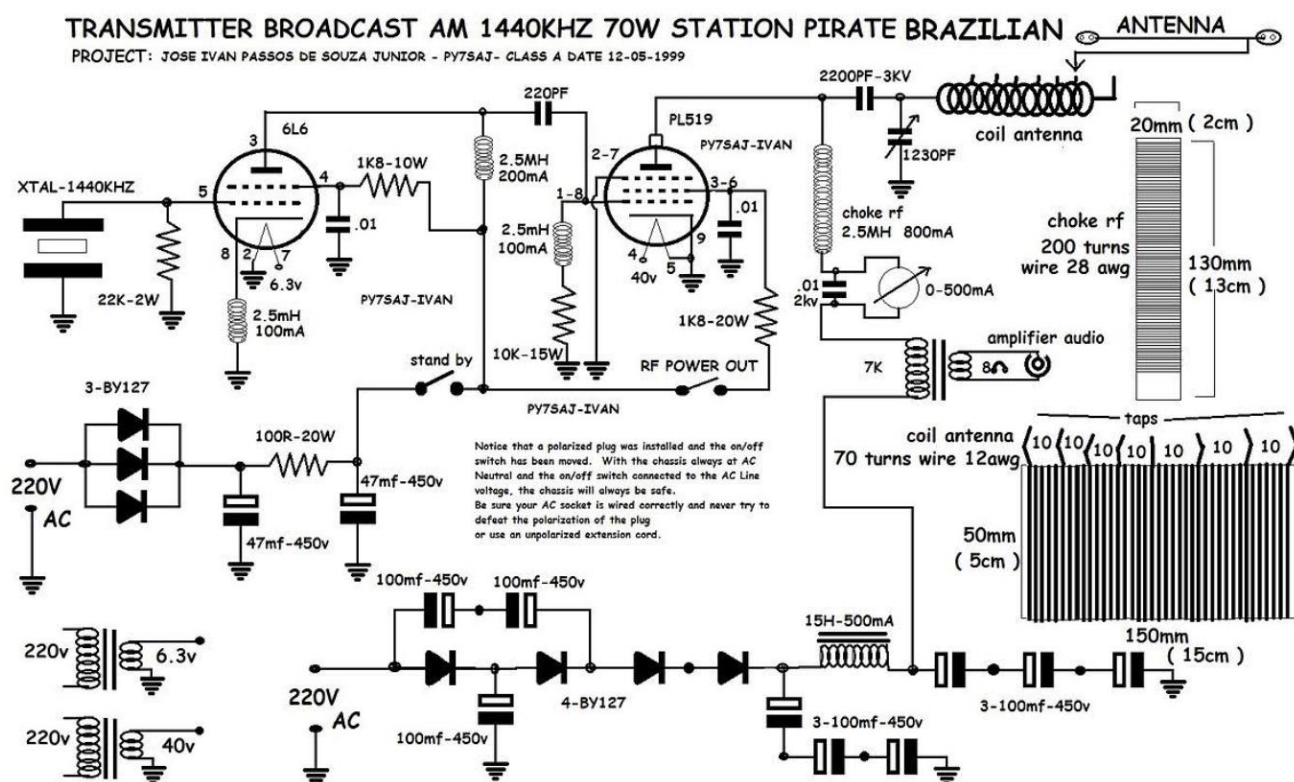 TRANSMITTER BROADCAST AM 1440KHZ 70W STATION PIRATE BRAZILIAN
ANTENNA
PROJECT: JOSE IVAN PASSOS DE SOUZA JUNIOR - PY7SAJ- CLASS A DATE 12-05-1999
2200PF-3KV
220PF
6L6
PL519
3
coil antenna
20mm ( 2cm )
2-7
PY7SAJ-IVAN
1230PF
1K8-10W
2.5MH
200mA
4
XTAL-1440KHZ
5
1-8
3-6
.01
.01
8
2
7
6.3v
2.5mH
100mA
4
5
9
40v
choke rf
2.5MH 800mA
choke rf
200 turns
wire 28 awg
130mm
( 13cm )
22K-2W
2.5mH
100mA
PY7SAJ-IVAN
.01
2kv
0-500mA
1K8-20W
10K-15W
stand by
RF POWER OUT
amplifier audio
7K
8
3-BY127
PY7SAJ-IVAN
taps
100R-20W
coil antenna
70 turns wire 12awg
10 10 10 10 10 10 10
220V
AC
47mf-450v
47mf-450v
Notice that a polarized plug was installed and the on/off
switch has been moved. With the chassis always at AC
Neutral and the on/off switch connected to the AC Line
voltage, the chassis will always be safe.
Be sure your AC socket is wired correctly and never try to
defeat the polarization of the plug
or use an unpolarized extension cord.
50mm
( 5cm )
100mf-450v
100mf-450v
15H-500mA
150mm
( 15cm )
220v
6.3v
220V
AC
4-BY127
100mf-450v
3-100mf-450v
3-100mf-450v
220v
40v